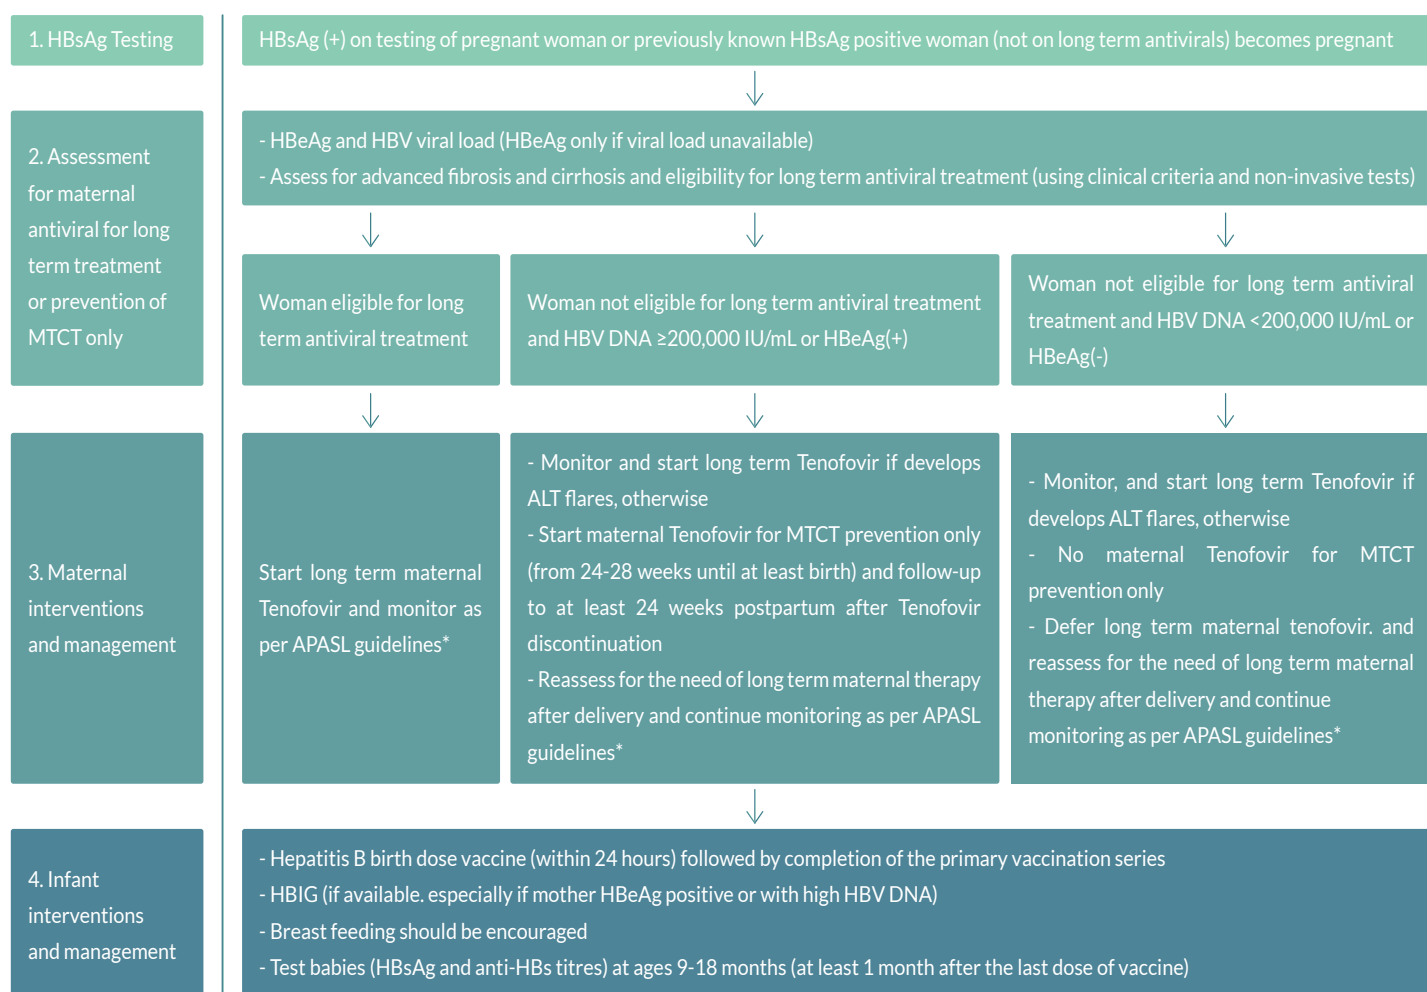 1. HBsAg Testing
HBsAg (+) on testing of pregnant woman or previously known HBsAg positive woman (not on long term antivirals) becomes pregnant
2. Assessment
for maternal
antiviral for long
term treatment
or prevention of
MTCT only
- HBeAg and HBV viral load (HBeAg only if viral load unavailable)
- Assess for advanced fibrosis and cirrhosis and eligibility for long term antiviral treatment (using clinical criteria and non-invasive tests)
Woman eligible for long
term antiviral treatment
Woman not eligible for long term antiviral treatment
and HBV DNA ≥200,000 IU/mL or HBeAg(+)
Woman not eligible for long term antiviral
treatment and HBV DNA <200,000 IU/mL or
HBeAg(-)
3. Maternal
interventions
and management
Start long term maternal
Tenofovir and monitor as
per APASL guidelines*
- Monitor and start long term Tenofovir if develops
ALT flares, otherwise
- Start maternal Tenofovir for MTCT prevention only
(from 24-28 weeks until at least birth) and follow-up
to at least 24 weeks postpartum after Tenofovir
discontinuation
- Reassess for the need of long term maternal therapy
after delivery and continue monitoring as per APASL
guidelines*
- Monitor, and start long term Tenofovir if
develops ALT flares, otherwise
- No maternal Tenofovir for MTCT
prevention only
- Defer long term maternal tenofovir. and
reassess for the need of long term maternal
therapy after delivery and continue
monitoring as per APASL guidelines*
4. Infant
interventions
and management
- Hepatitis B birth dose vaccine (within 24 hours) followed by completion of the primary vaccination series
- HBIG (if available. especially if mother HBeAg positive or with high HBV DNA)
- Breast feeding should be encouraged
- Test babies (HBsAg and anti-HBs titres) at ages 9-18 months (at least 1 month after the last dose of vaccine)